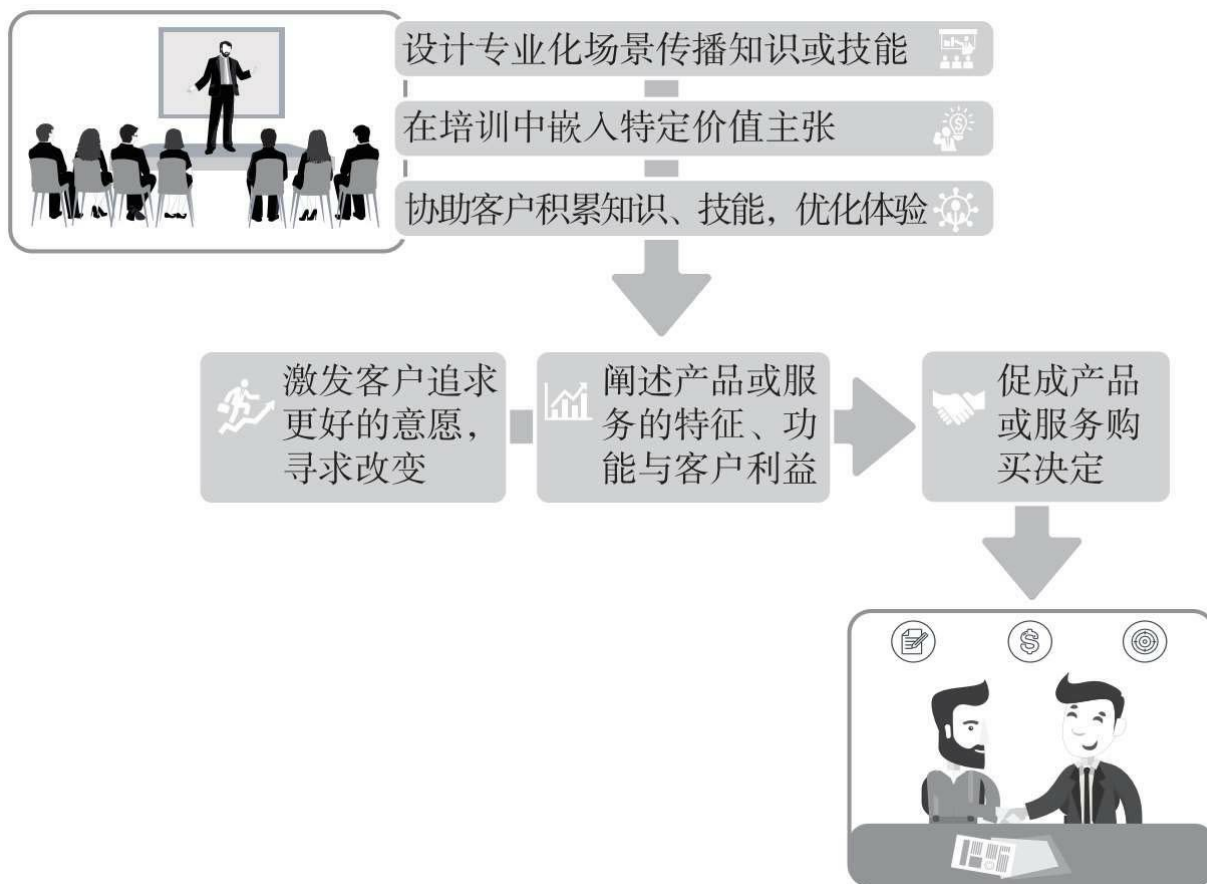 设计专业化场景传播知识或技能
在培训中嵌入特定价值主张
协助客户积累知识、技能，优化体验
激发客户追求
更好的意愿，
寻求改变
阐述产品或服
务的特征、功
能与客户利益
促成产品
或服务购
买决定